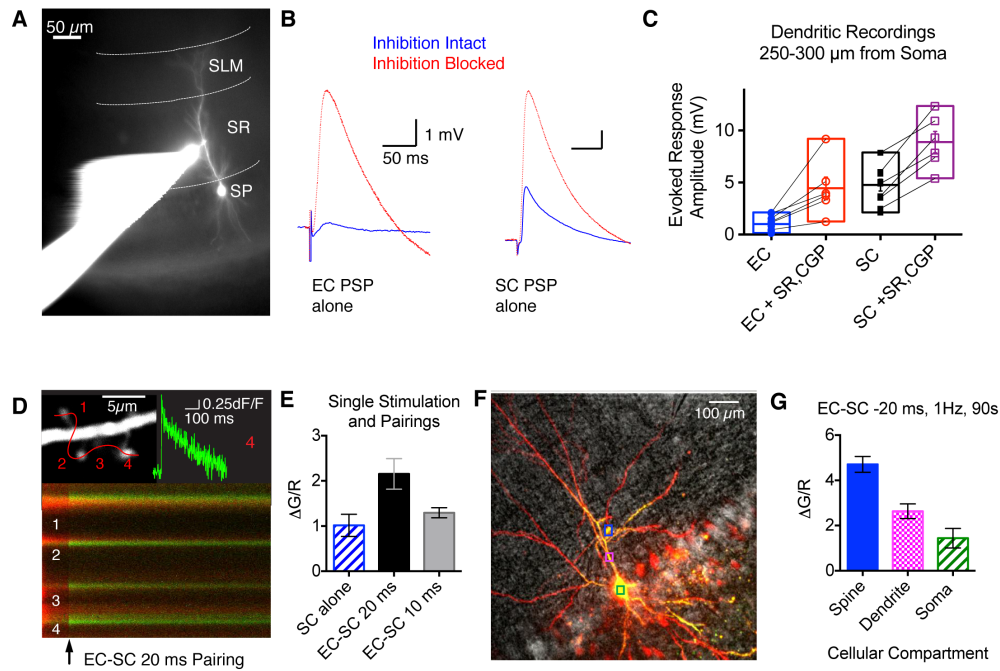 A
50 µm
SLM
SR
SP
B
Inhibition Intact
Inhibition Blocked
1 mV
50 ms
EC PSP
alone
SC PSP
alone
C
Dendritic Recordings
250-300 µm from Soma
Evoked Response
Amplitude (mV)
10
5
0
EC
EC + SR,CGP
SC
SC +SR,CGP
D
5µm
1
2
3
4
0.25dF/F
100 ms
4
1
2
3
4
EC-SC 20 ms Pairing
E
Single Stimulation
and Pairings
ΔG/R
3
2
1
0
SC alone
EC-SC 20 ms
EC-SC 10 ms
F
100 µm
G
EC-SC -20 ms, 1Hz, 90s
ΔG/R
6
4
2
0
Spine
Dendrite
Soma
Cellular Compartment